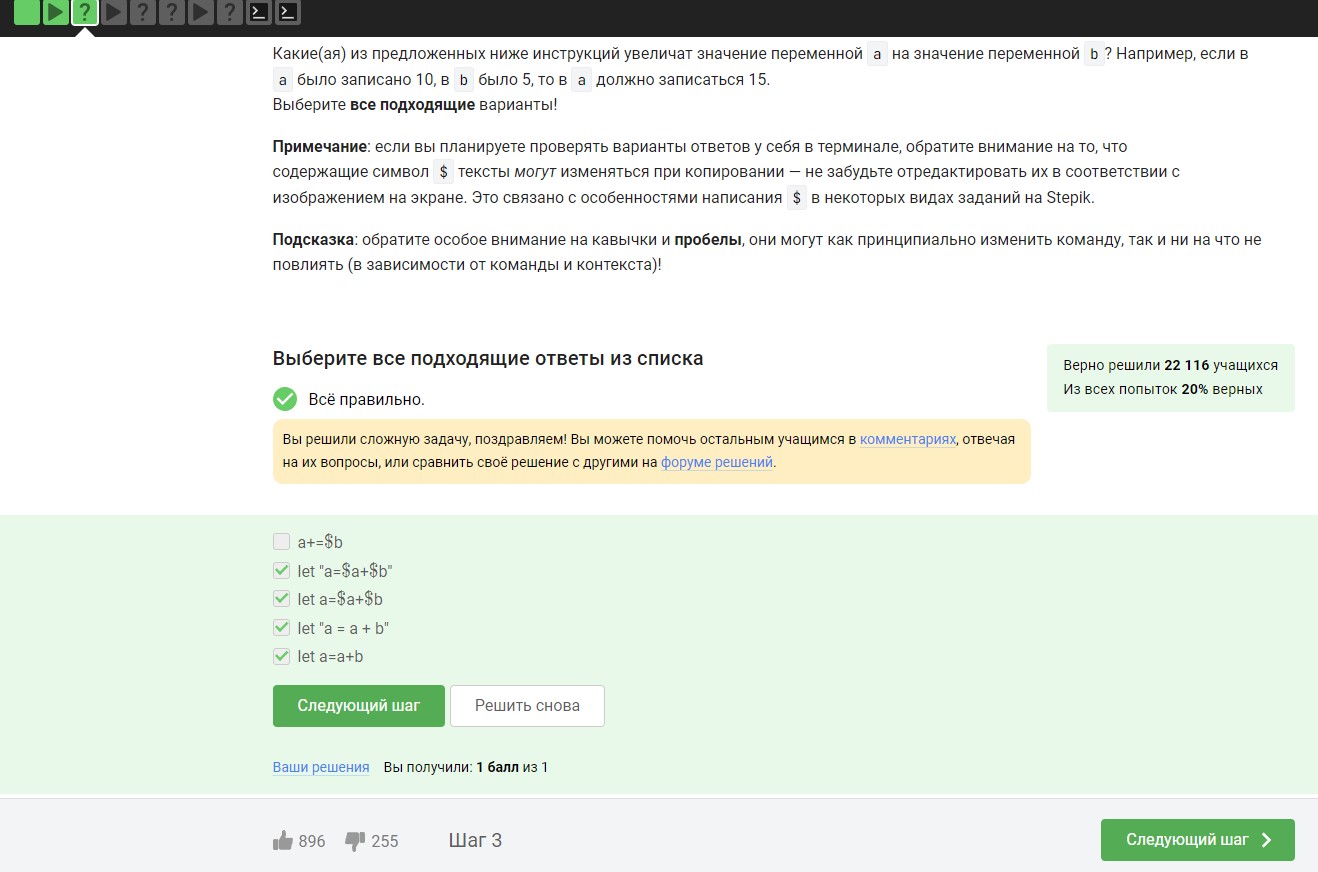 Какие(ая) из предложенных ниже инструкций увеличат значение переменной a на значение переменной b? Например, если в
a было записано 10, в b было 5, то в a должно записаться 15.
Выберите все подходящие варианты!
Примечание: если вы планируете проверять варианты ответов у себя в терминале, обратите внимание на то, что
содержащие символ $ тексты могут изменяться при копировании — не забудьте отредактировать их в соответствии с
изображением на экране. Это связано с особенностями написания $ в некоторых видах заданий на Stepik.
Подсказка: обратите особое внимание на кавычки и пробелы, они могут как принципиально изменить команду, так и ни на что не
повлиять (в зависимости от команды и контекста)!
Выберите все подходящие ответы из списка
Верно решили 22 116 учащихся
Из всех попыток 20% верных
Всё правильно.
Вы решили сложную задачу, поздравляем! Вы можете помочь остальным учащимся в комментариях, отвечая
на их вопросы, или сравнить своё решение с другими на форуме решений.
a+=$b
let "a=$a+$b"
let a=$a+$b
let "a = a + b"
let a=a+b
Следующий шаг
Решить снова
Ваши решения Вы получили: 1 балл из 1
896 255 Шаг 3
Следующий шаг